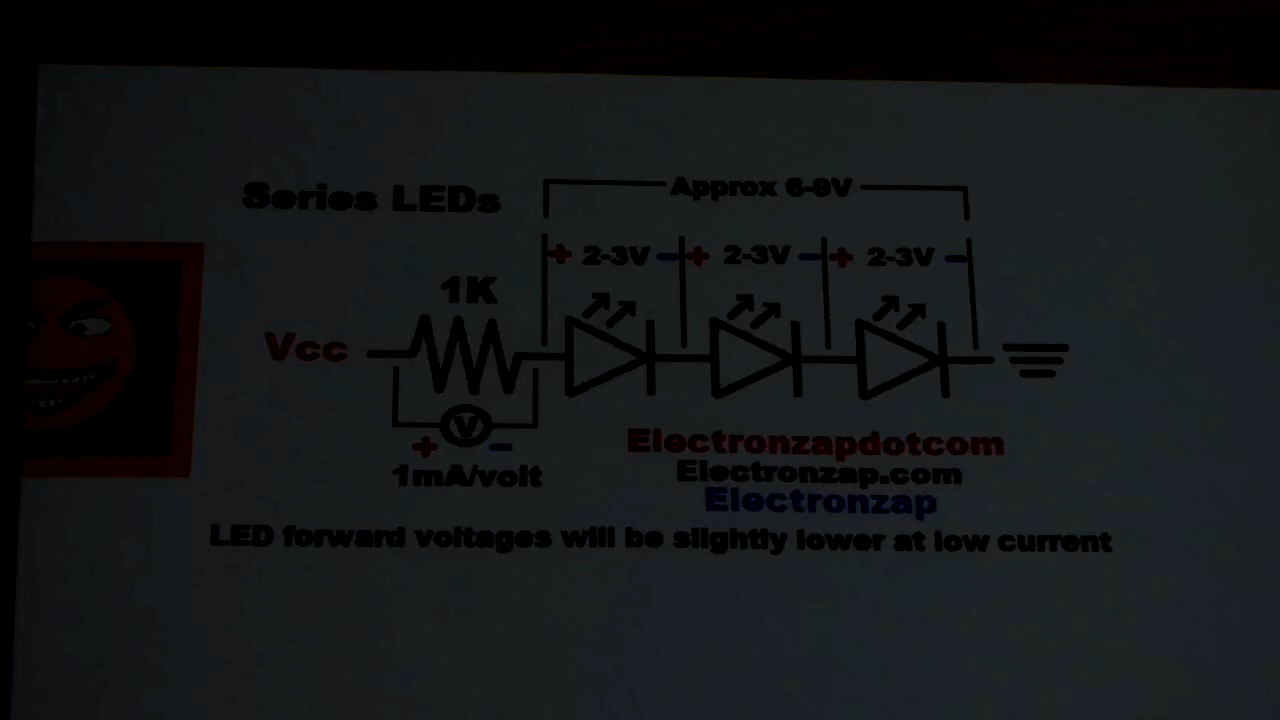 Series LEDs
Approx 6-9V
+ 2-3V - + 2-3V - + 2-3V -
1K
Vcc
V
+ -
1mA/volt
Electronzapdotcom
Electronzap.com
Electronzap
LED forward voltages will be slightly lower at low current